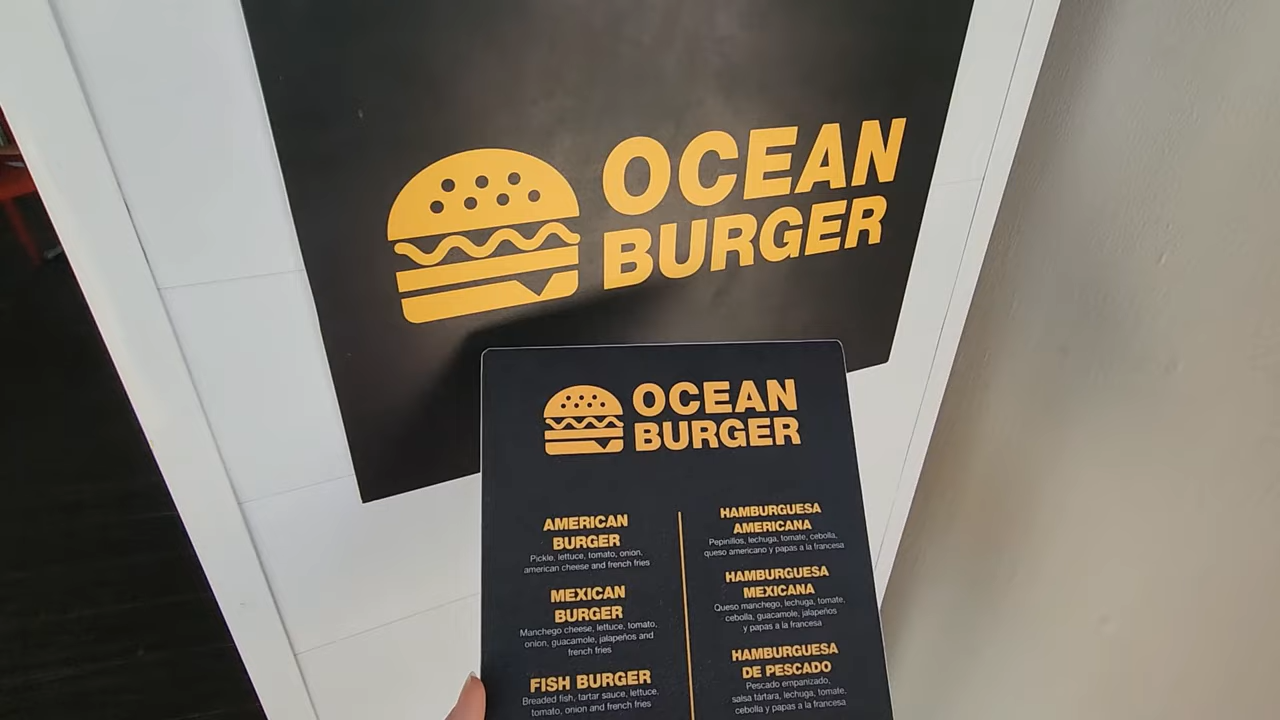 OCEAN
BURGER
OCEAN
BURGER
AMERICAN
BURGER
Pickle, lettuce, tomato, onion,
american cheese and french fries
MEXICAN
BURGER
Manchego cheese, lettuce, tomato,
onion, guacamole, jalapeños and
french fries
FISH BURGER
Breaded fish, tartar sauce, lettuce,
tomato, onion and french fries
HAMBURGUESA
AMERICANA
Pepinillos, lechuga, tomate, cebolla,
queso americano y papas a la francesa
HAMBURGUESA
MEXICANA
Queso manchego, lechuga, tomate,
cebolla, guacamole, jalapeños
y papas a la francesa
HAMBURGUESA
DE PESCADO
Pescado empanizado,
salsa tártara, lechuga, tomate,
cebolla y papas a la francesa